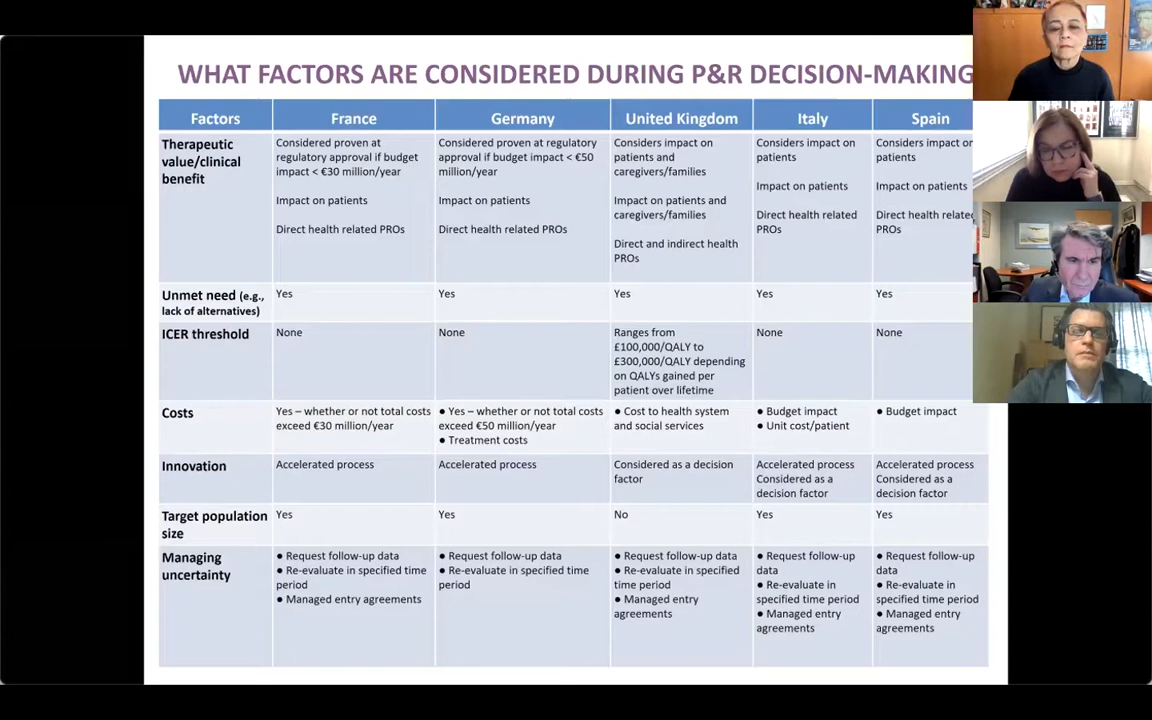 WHAT FACTORS ARE CONSIDERED DURING P&R DECISION-MAKING
Factors France Germany United Kingdom Italy Spain
Therapeutic
value/clinical
benefit
Considered proven at
regulatory approval if budget
impact < €30 million/year
Impact on patients
Direct health related PROs
Considered proven at regulatory
approval if budget impact < €50
million/year
Impact on patients
Direct health related PROs
Considers impact on
patients and
caregivers/families
Impact on patients and
caregivers/families
Direct and indirect health
PROs
Considers impact on
patients
Impact on patients
Direct health related
PROs
Considers impact on
patients
Impact on patients
Direct health related
PROs
Unmet need (e.g.,
lack of alternatives)
Yes
Yes
Yes
Yes
Yes
ICER threshold
None
None
Ranges from
£100,000/QALY to
£300,000/QALY depending
on QALYs gained per
patient over lifetime
None
None
Costs
Yes – whether or not total costs
exceed €30 million/year
● Yes – whether or not total costs
exceed €50 million/year
● Treatment costs
● Cost to health system
and social services
● Budget impact
● Unit cost/patient
● Budget impact
Innovation
Accelerated process
Accelerated process
Considered as a decision
factor
Accelerated process
Considered as a
decision factor
Accelerated process
Considered as a
decision factor
Target population
size
Yes
Yes
No
Yes
Yes
Managing
uncertainty
● Request follow-up data
● Re-evaluate in specified time
period
● Managed entry agreements
● Request follow-up data
● Re-evaluate in specified time
period
● Request follow-up data
● Re-evaluate in specified
time period
● Managed entry
agreements
● Request follow-up
data
● Re-evaluate in
specified time period
● Managed entry
agreements
● Request follow-up
data
● Re-evaluate in
specified time period
● Managed entry
agreements